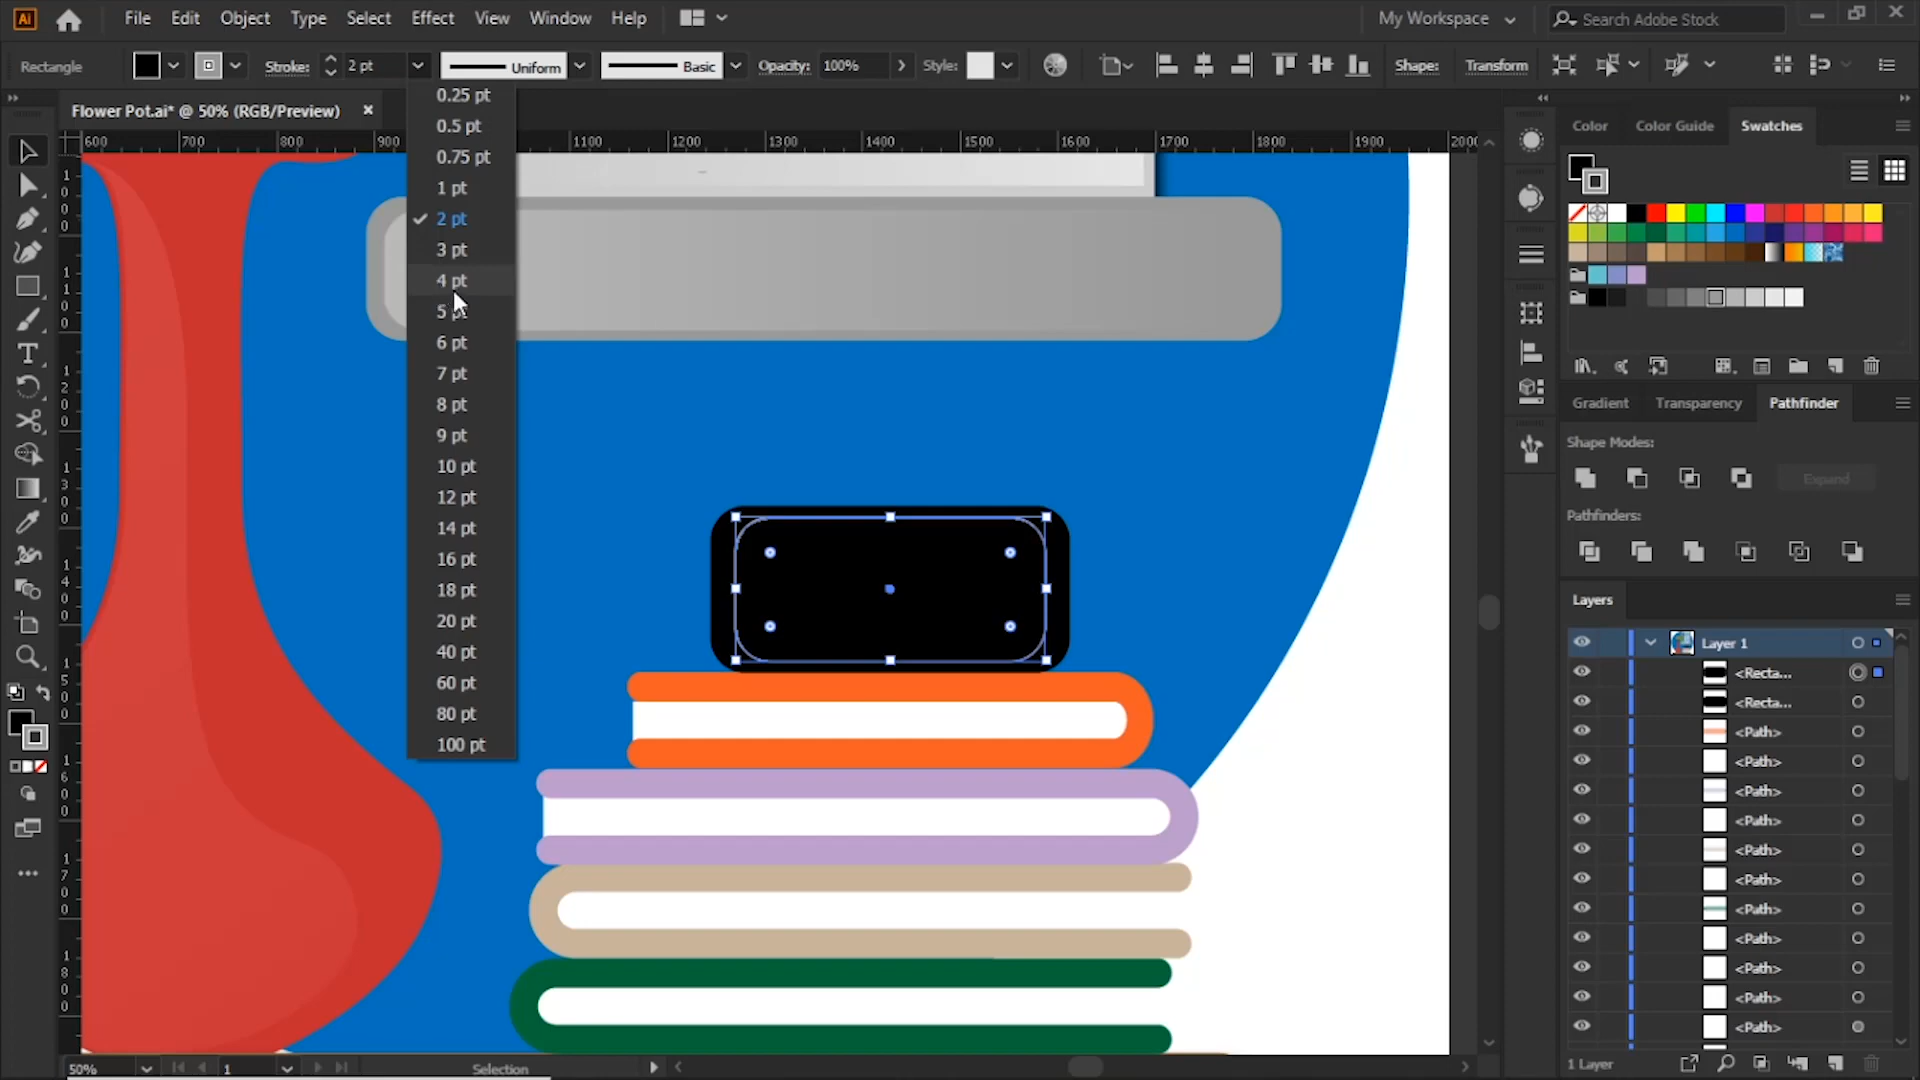 Ai File Edit Object Type Select Effect View Window Help My Workspace Search Adobe Stock
Rectangle Stroke: 2 pt Uniform Basic Opacity: 100% Style: Shape: Transform
Flower Pot.ai* @ 50% (RGB/Preview)
600 700 800 900 1100 1200 1300 1400 1500 1600 1700 1800 1900 2000
0.25 pt
0.5 pt
0.75 pt
1 pt
2 pt
3 pt
4 pt
5 pt
6 pt
7 pt
8 pt
9 pt
10 pt
12 pt
14 pt
16 pt
18 pt
20 pt
40 pt
60 pt
80 pt
100 pt
Color Color Guide Swatches
Gradient Transparency Pathfinder
Shape Modes:
Expand
Pathfinders:
Layers
Layer 1
<Recta...
<Recta...
<Path>
<Path>
<Path>
<Path>
<Path>
<Path>
<Path>
<Path>
<Path>
<Path>
<Path>
1 Layer
50% 1 Selection